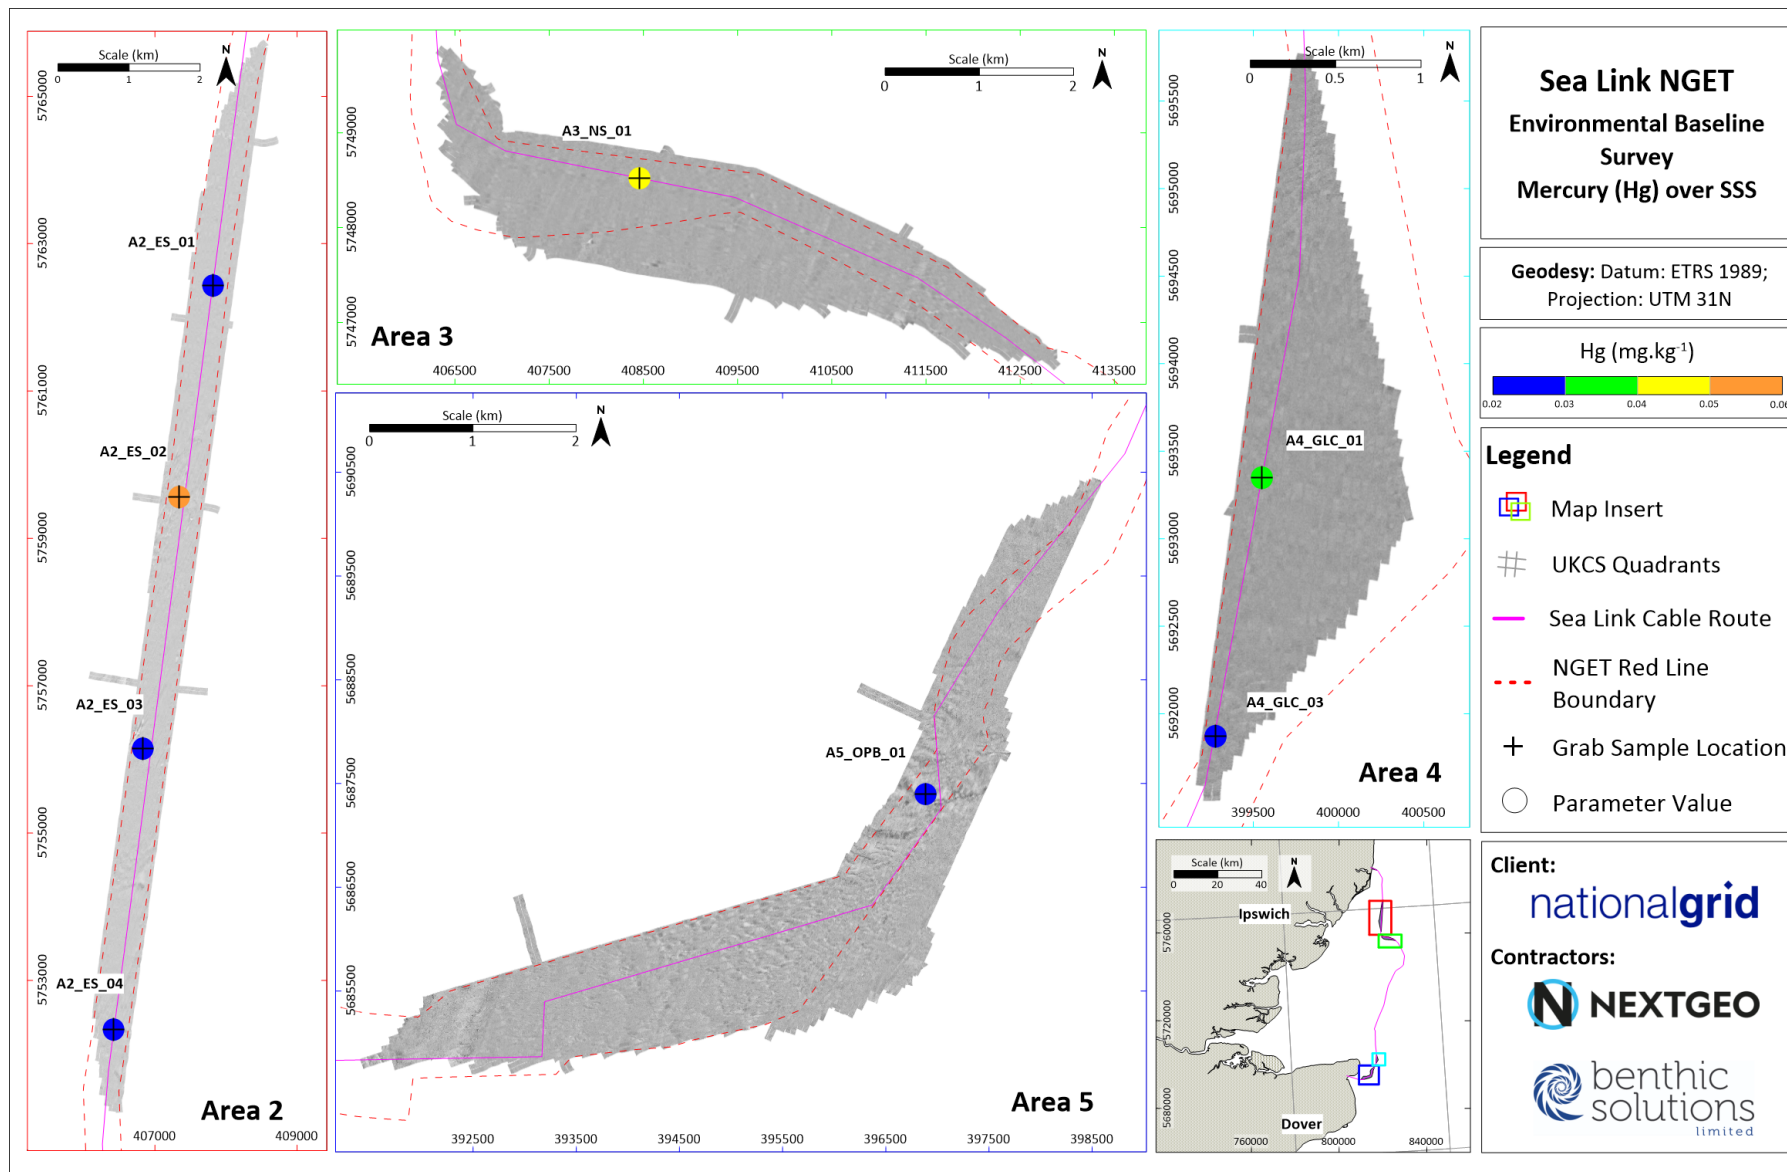 Scale (km)
0 1 2
N
5765000
5763000
5761000
5759000
5757000
5755000
5753000
A2_ES_01
A2_ES_02
A2_ES_03
A2_ES_04
Area 2
407000 409000
Scale (km)
0 1 2
N
5749000
5748000
5747000
A3_NS_01
Area 3
406500 407500 408500 409500 410500 411500 412500 413500
Scale (km)
0 1 2
N
5690500
5689500
5688500
5687500
5686500
5685500
A5_OPB_01
Area 5
392500 393500 394500 395500 396500 397500 398500
Scale (km)
0 0.5 1
N
5695500
5695000
5694500
5694000
5693500
5693000
5692500
5692000
A4_GLC_01
A4_GLC_03
Area 4
399500 400000 400500
Scale (km)
0 20 40
N
Ipswich
Dover
5760000
5720000
5680000
760000 800000 840000
Sea Link NGET
Environmental Baseline
Survey
Mercury (Hg) over SSS
Geodesy: Datum: ETRS 1989;
Projection: UTM 31N
Hg (mg.kg-1)
0.02 0.03 0.04 0.05 0.06
Legend
Map Insert
UKCS Quadrants
Sea Link Cable Route
NGET Red Line
Boundary
Grab Sample Location
Parameter Value
Client:
nationalgrid
Contractors:
NEXTGEO
benthic
solutions
limited